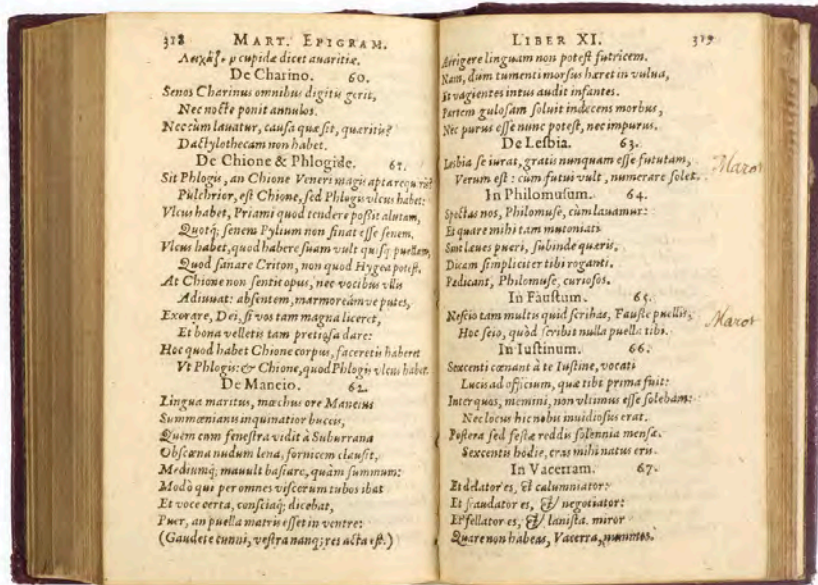 318 MART. EPIGRAM.
cupidæ dicet avaritiæ.
De Charino. 60.
Senos Charinus omnibus digitis gerit,
Nec nocte ponit annulos.
Nec cùm lauatur, causa quæ sit, quæritis?
Dactylothecam non habet.
De Chione & Phlogide. 61.
Sit Phlogis, an Chione Veneri magis apta requiris?
Pulchrior, est Chione, sed Phlogis vlcus habet:
Vlcus habet, Priami quod tendere possit alutam,
Quotq; senem Pylium non sinat esse senem.
Vlcus habet, quod habere suam vult quisq; puellam,
Quod sanare Criton, non quod Hygea potest.
At Chione non sentit opus, nec vocibus vllis
Adiuuat: absentem, marmoreámve putes,
Exorare, Dei, si vos tam magna liceret,
Et bona velletis tam pretiosa dare:
Hoc quod habet Chione corpus, faceretis haberet
Vt Phlogis: & Chione, quod Phlogis vlcus habet.
De Mancio. 62.
Lingua maritus, mœchus ore Mancius
Summœnianis inquinatior buccis,
Quem cum fenestra vidit à Suburrana
Obscœna nudum lena, fornicem clausit,
Mediumq; mauult basiare, quàm summum:
Modò qui per omnes viscerum tubos ibat
Et voce certa, consciáq; dicebat,
Puer, an puella matris esset in ventre:
(Gaudete cunni, vestra nanq; res acta est.)
LIBER XI. 319
Arrigere linguam non potest futricem.
Nam, dum tumenti morsus hæret in vulua,
Et vagientes intus audit infantes.
Partem gulosam soluit indecens morbus,
Nec purus esse nunc potest, nec impurus.
De Lesbia. 63.
Lesbia se iurat, gratis nunquam esse fututam,
Verum est: cùm futui vult, numerare solet.
Marot
In Philomusum. 64.
Spectas nos, Philomuse, cùm lauamur:
Et quare mihi tam mutoniati
Sint læues pueri, subinde quæris,
Dicam simpliciter tibi roganti.
Pædicant, Philomuse, curiosos.
In Faustum. 65.
Nescio tam multis quid scribas, Fauste puellis,
Hoc scio, quòd scribit nulla puella tibi.
Marot
In Iustinum. 66.
Sexcenti cœnant à te Iustine, vocati
Lucis ad officium, quæ tibi prima fuit:
Inter quos, memini, non vltimus esse solebam:
Nec locus hic nobis inuidiosus erat.
Postera sed festæ reddis solennia mensæ.
Sexcentis hodie, cras mihi natus eris.
In Vacerram. 67.
Et delator es, & calumniator:
Et fraudator es, & negotiator:
Et fellator es, & lanista. miror
Quare non habeas, Vacerra, nummos.